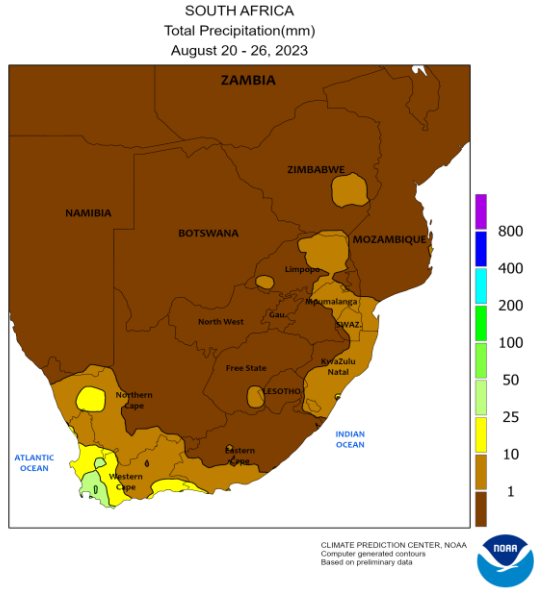 SOUTH AFRICA
Total Precipitation(mm)
August 20 - 26, 2023
ZAMBIA
ZIMBABWE
NAMIBIA
BOTSWANA
MOZAMBIQUE
Limpopo
Mpumalanga
North West
Gau.
SWAZ.
Free State
KwaZulu
Natal
LESOTHO
Northern
Cape
Eastern
Cape
Western
Cape
ATLANTIC
OCEAN
INDIAN
OCEAN
800
400
200
100
50
25
10
1
CLIMATE PREDICTION CENTER, NOAA
Computer generated contours
Based on preliminary data
NOAA